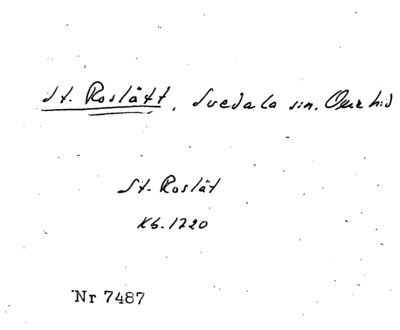 St. Roslätt, Svedala sn. Oxie hd
St. Roslät
Kb. 1720
Nr 7487